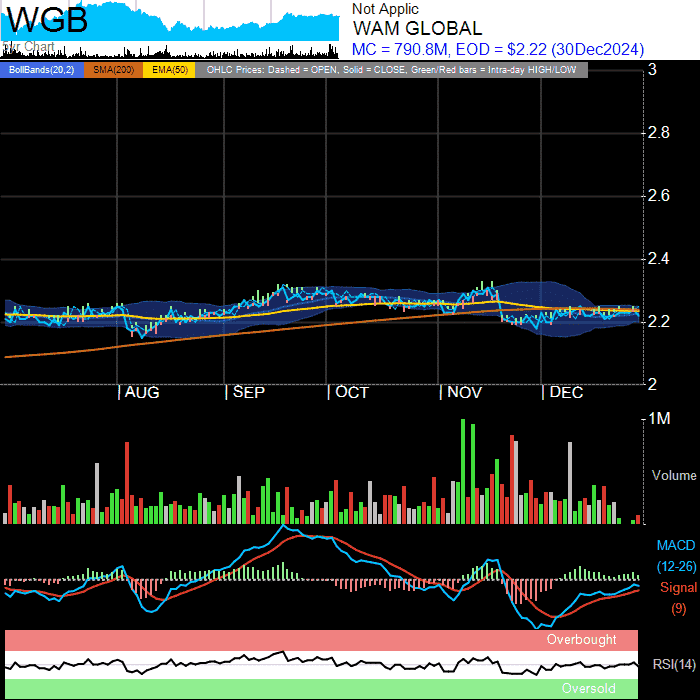 WGB
Not Applic
WAM GLOBAL
MC = 790.8M, EOD = $2.22 (30Dec2024)
5yr Chart
BollBands(20,2) SMA(200) EMA(50) OHLC Prices: Dashed = OPEN, Solid = CLOSE, Green/Red bars = Intra-day HIGH/LOW
3
2.8
2.6
2.4
2.2
2
AUG SEP OCT NOV DEC
1M
Volume
MACD
(12-26)
Signal
(9)
Overbought
RSI(14)
Oversold